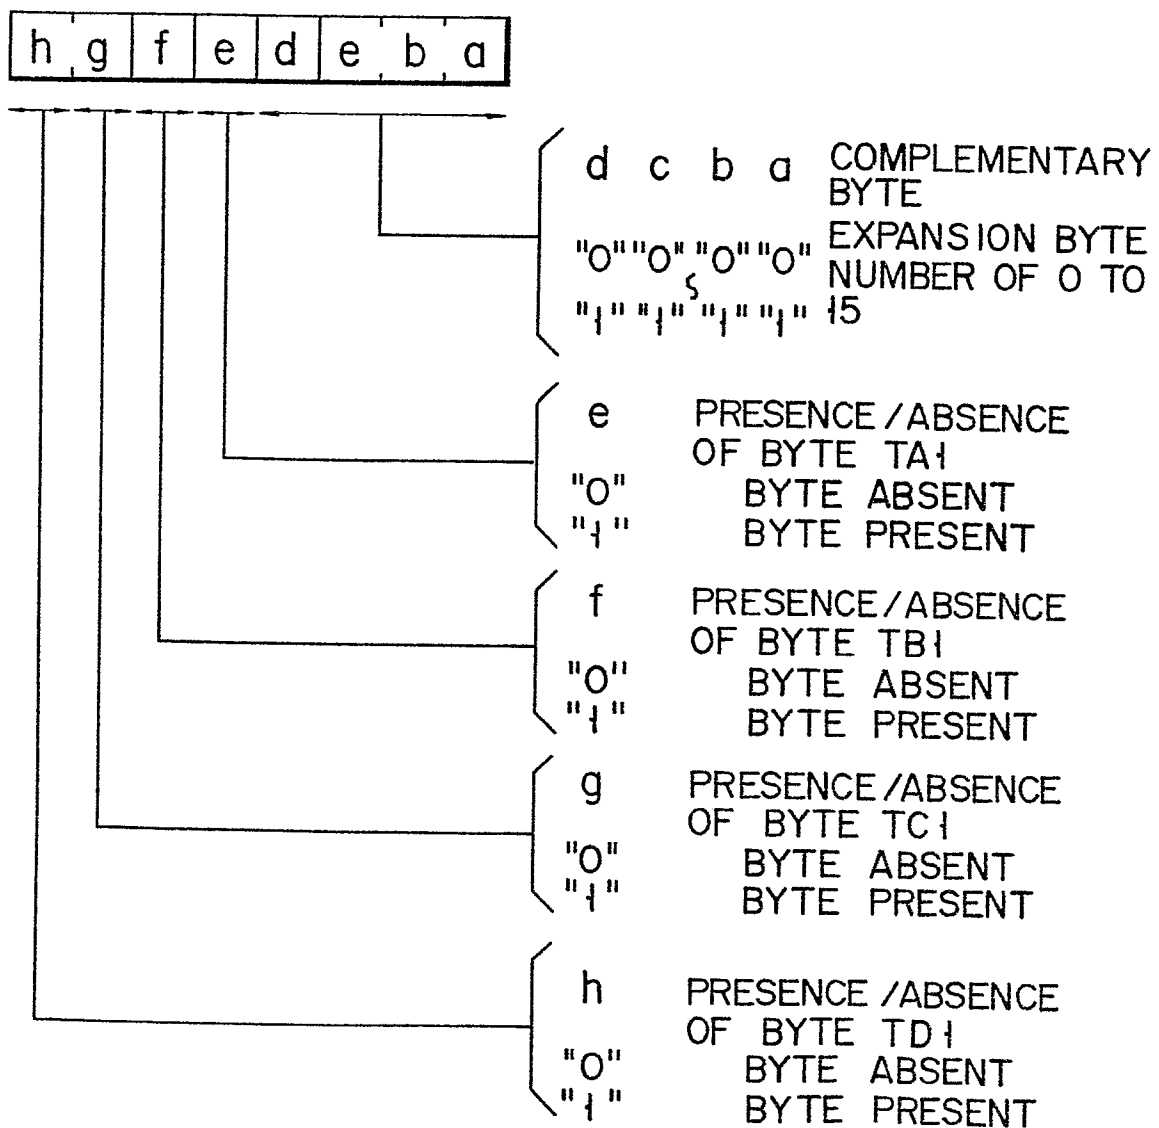 h g f e d e b a
d c b a COMPLEMENTARY
BYTE
"0" "0" "0" "0" EXPANSION BYTE
NUMBER OF 0 TO
"1" "1" "1" "1" 15
e PRESENCE/ABSENCE
OF BYTE TA1
"0" BYTE ABSENT
"1" BYTE PRESENT
f PRESENCE/ABSENCE
OF BYTE TB1
"0" BYTE ABSENT
"1" BYTE PRESENT
g PRESENCE/ABSENCE
OF BYTE TC1
"0" BYTE ABSENT
"1" BYTE PRESENT
h PRESENCE/ABSENCE
OF BYTE TD1
"0" BYTE ABSENT
"1" BYTE PRESENT